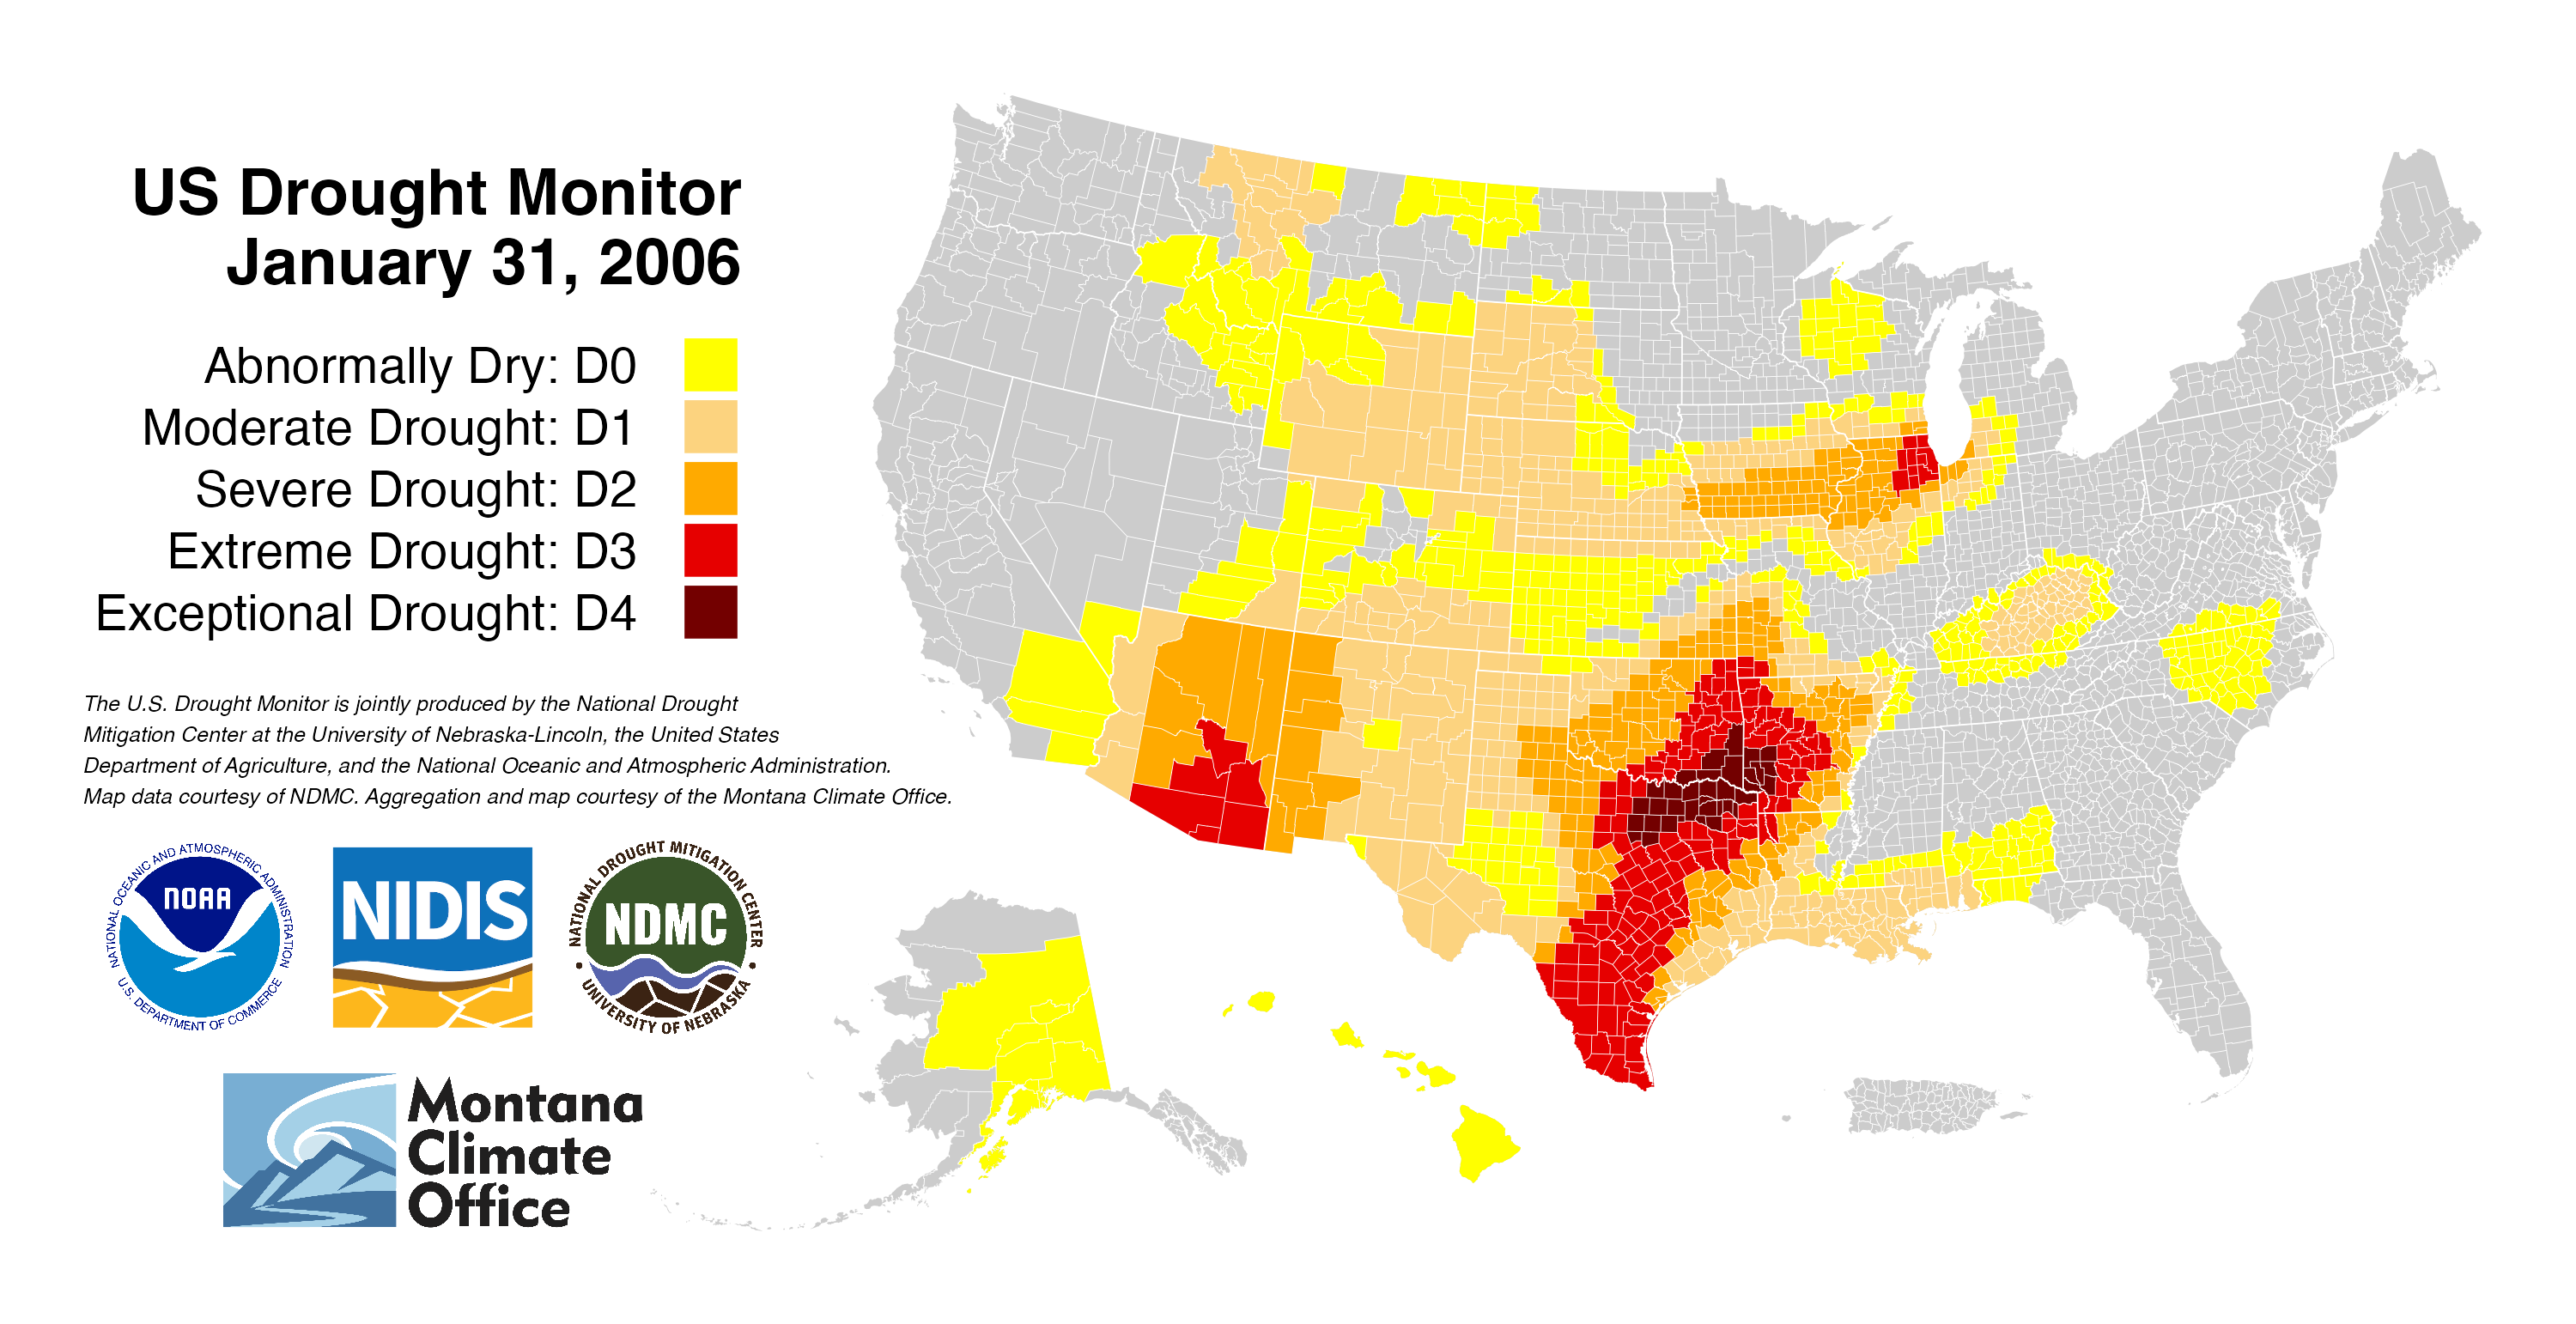 US Drought Monitor
January 31, 2006
Abnormally Dry: D0
Moderate Drought: D1
Severe Drought: D2
Extreme Drought: D3
Exceptional Drought: D4
The U.S. Drought Monitor is jointly produced by the National Drought
Mitigation Center at the University of Nebraska-Lincoln, the United States
Department of Agriculture, and the National Oceanic and Atmospheric Administration.
Map data courtesy of NDMC. Aggregation and map courtesy of the Montana Climate Office.
NATIONAL OCEANIC AND ATMOSPHERIC ADMINISTRATION
NOAA
U.S. DEPARTMENT OF COMMERCE
NIDIS
NATIONAL DROUGHT MITIGATION CENTER
NDMC
UNIVERSITY OF NEBRASKA
Montana
Climate
Office